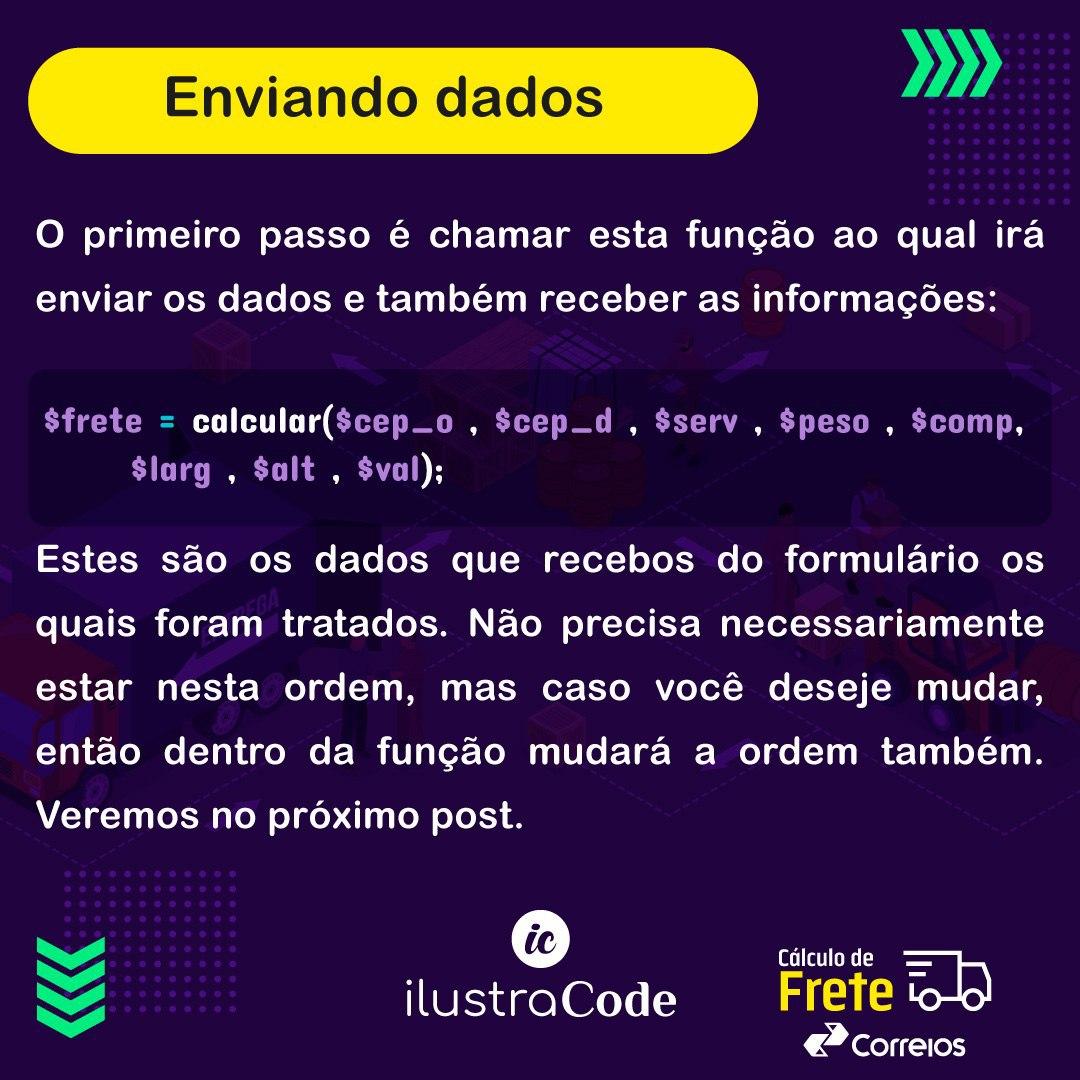 Enviando dados
O primeiro passo é chamar esta função ao qual irá
enviar os dados e também receber as informações:
$frete = calcular($cep_o , $cep_d , $serv , $peso , $comp,
$larg , $alt , $val);
Estes são os dados que recebos do formulário os
quais foram tratados. Não precisa necessariamente
estar nesta ordem, mas caso você deseje mudar,
então dentro da função mudará a ordem também.
Veremos no próximo post.
ic
ilustraCode
Cálculo de
Frete
Correios